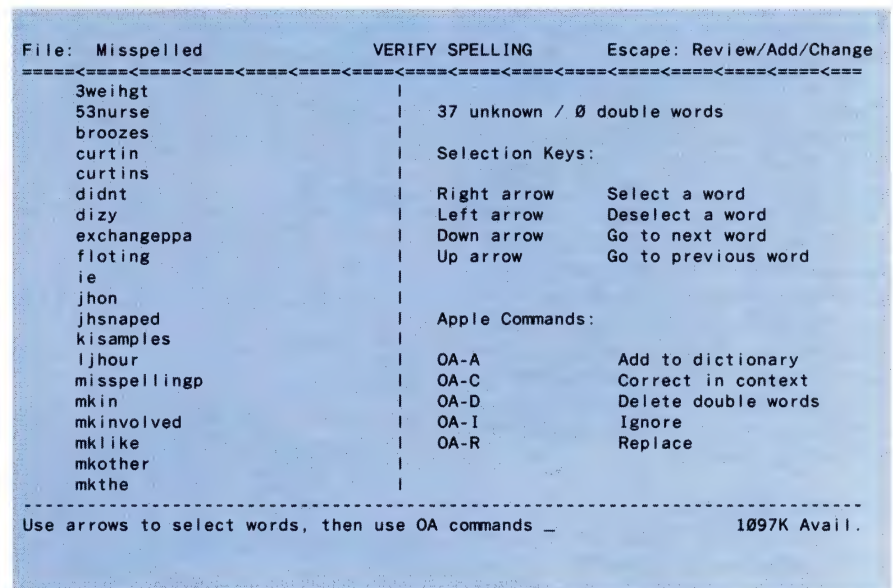 File: Misspelled VERIFY SPELLING Escape: Review/Add/Change
=====<====<====<====<====<====<====<====<====<====<====<====<====<====<====<===
3weihgt |
53nurse | 37 unknown / Ø double words
broozes |
curtin | Selection Keys:
curtins |
didnt | Right arrow Select a word
dizy | Left arrow Deselect a word
exchangeppa | Down arrow Go to next word
floting | Up arrow Go to previous word
ie |
jhon |
jhsnaped | Apple Commands:
kisamples |
ljhour | OA-A Add to dictionary
misspellingp | OA-C Correct in context
mkin | OA-D Delete double words
mkinvolved | OA-I Ignore
mklike | OA-R Replace
mkother |
mkthe |
--------------------------------------------------------------------------------
Use arrows to select words, then use OA commands _ 1Ø97K Avail.